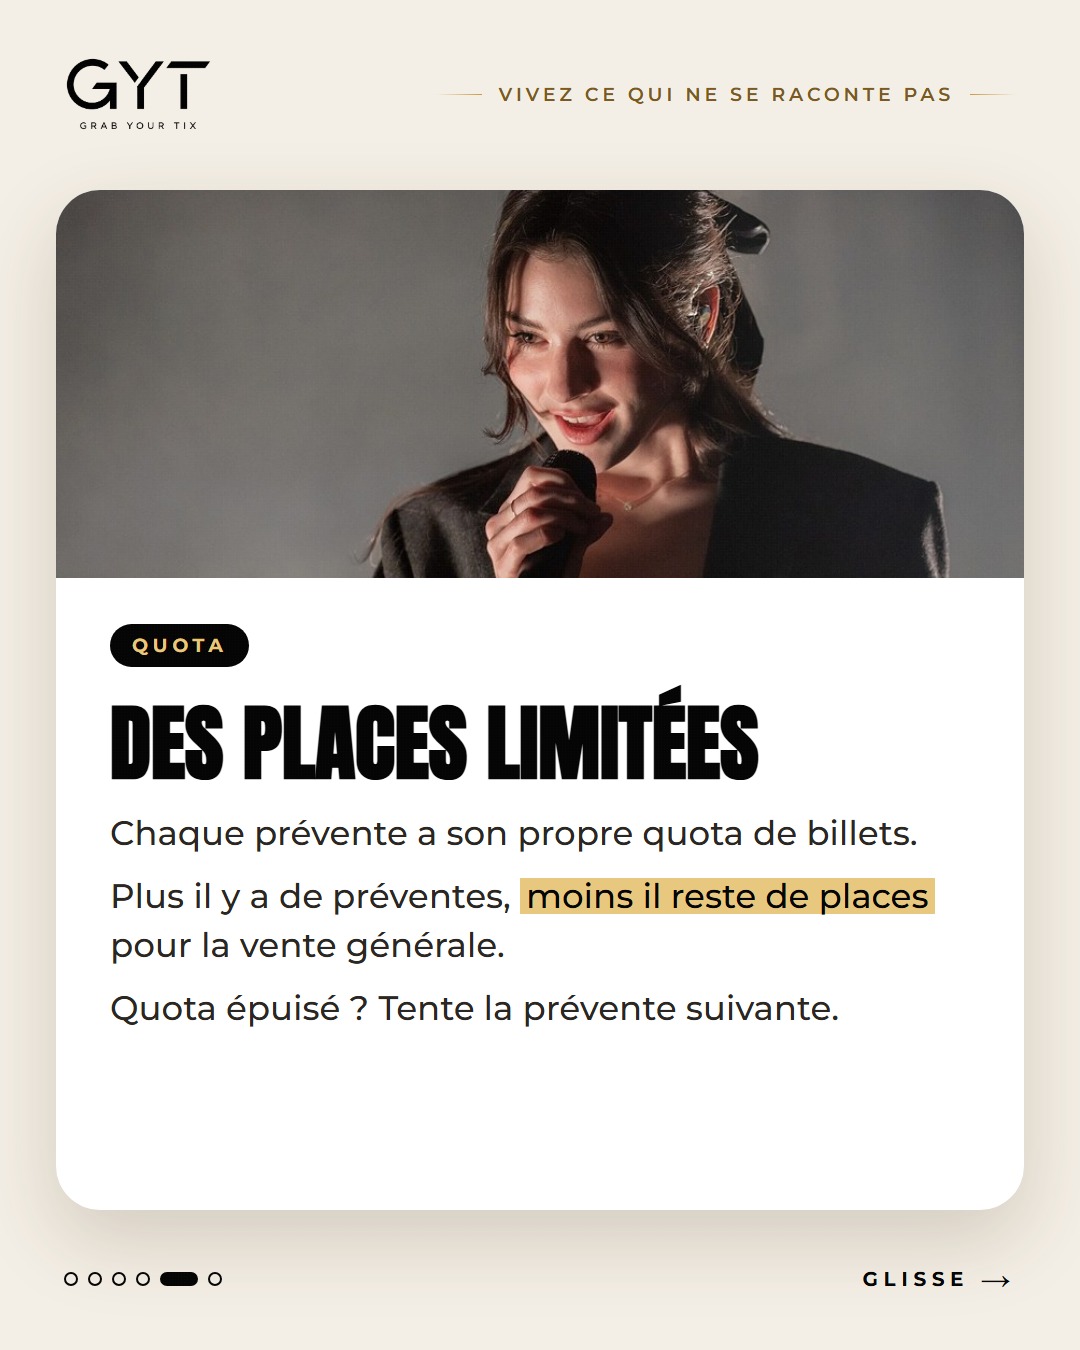 GYT
GRAB YOUR TIX
VIVEZ CE QUI NE SE RACONTE PAS
QUOTA
DES PLACES LIMITÉES
Chaque prévente a son propre quota de billets.
Plus il y a de préventes, moins il reste de places
pour la vente générale.
Quota épuisé ? Tente la prévente suivante.
GLISSE →